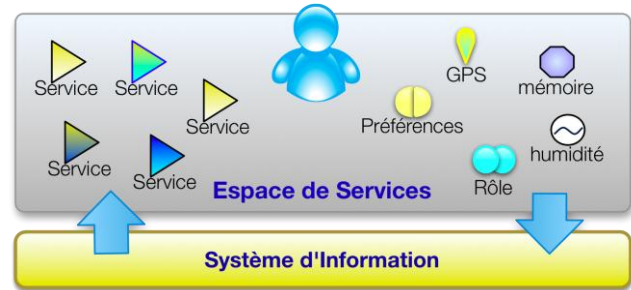 Service
Service
Service
Service
Service
GPS
mémoire
Préférences
humidité
Rôle
Espace de Services
Système d'Information